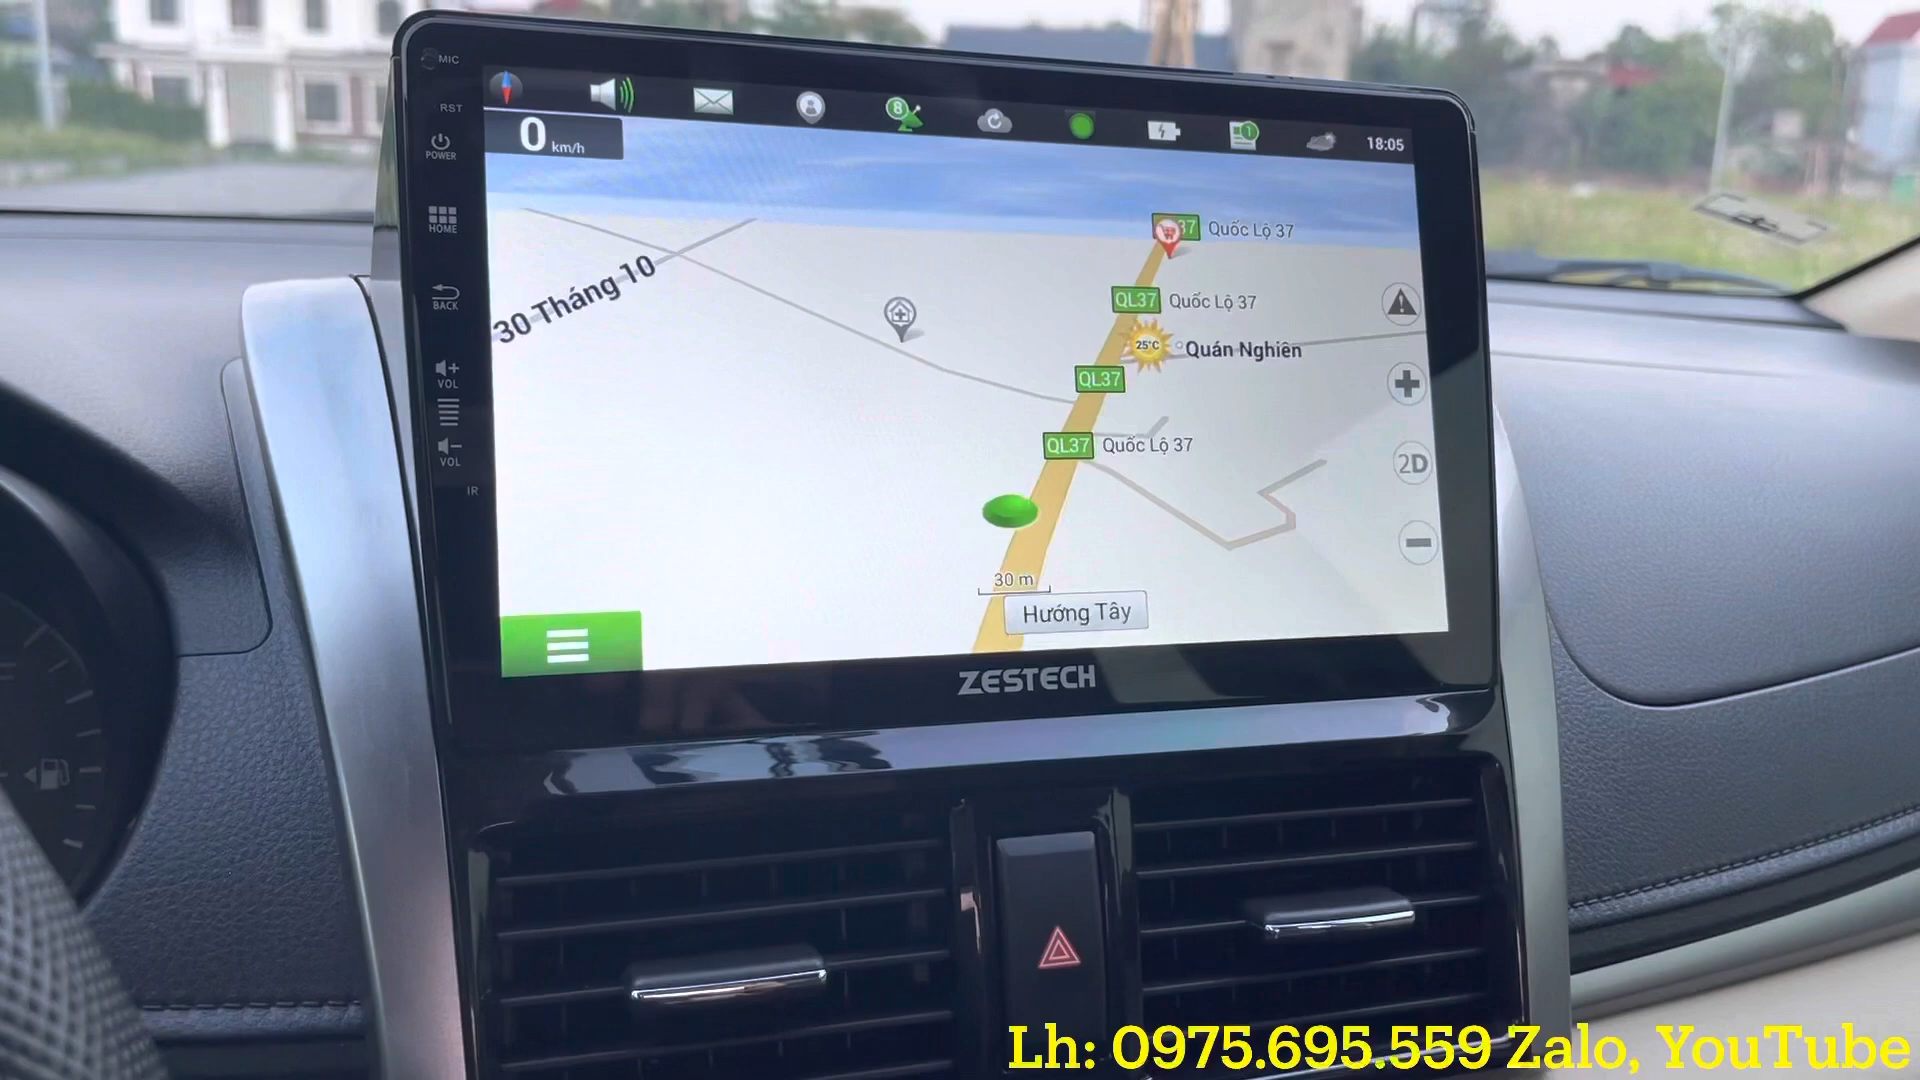 MIC
RST
POWER
HOME
BACK
VOL
VOL
IR
8
1
18:05
0 km/h
37 Quốc Lộ 37
30 Tháng 10
QL37 Quốc Lộ 37
25°C Quán Nghiên
QL37
QL37 Quốc Lộ 37
2D
30 m
Hướng Tây
ZESTECH
Lh: 0975.695.559 Zalo, YouTube